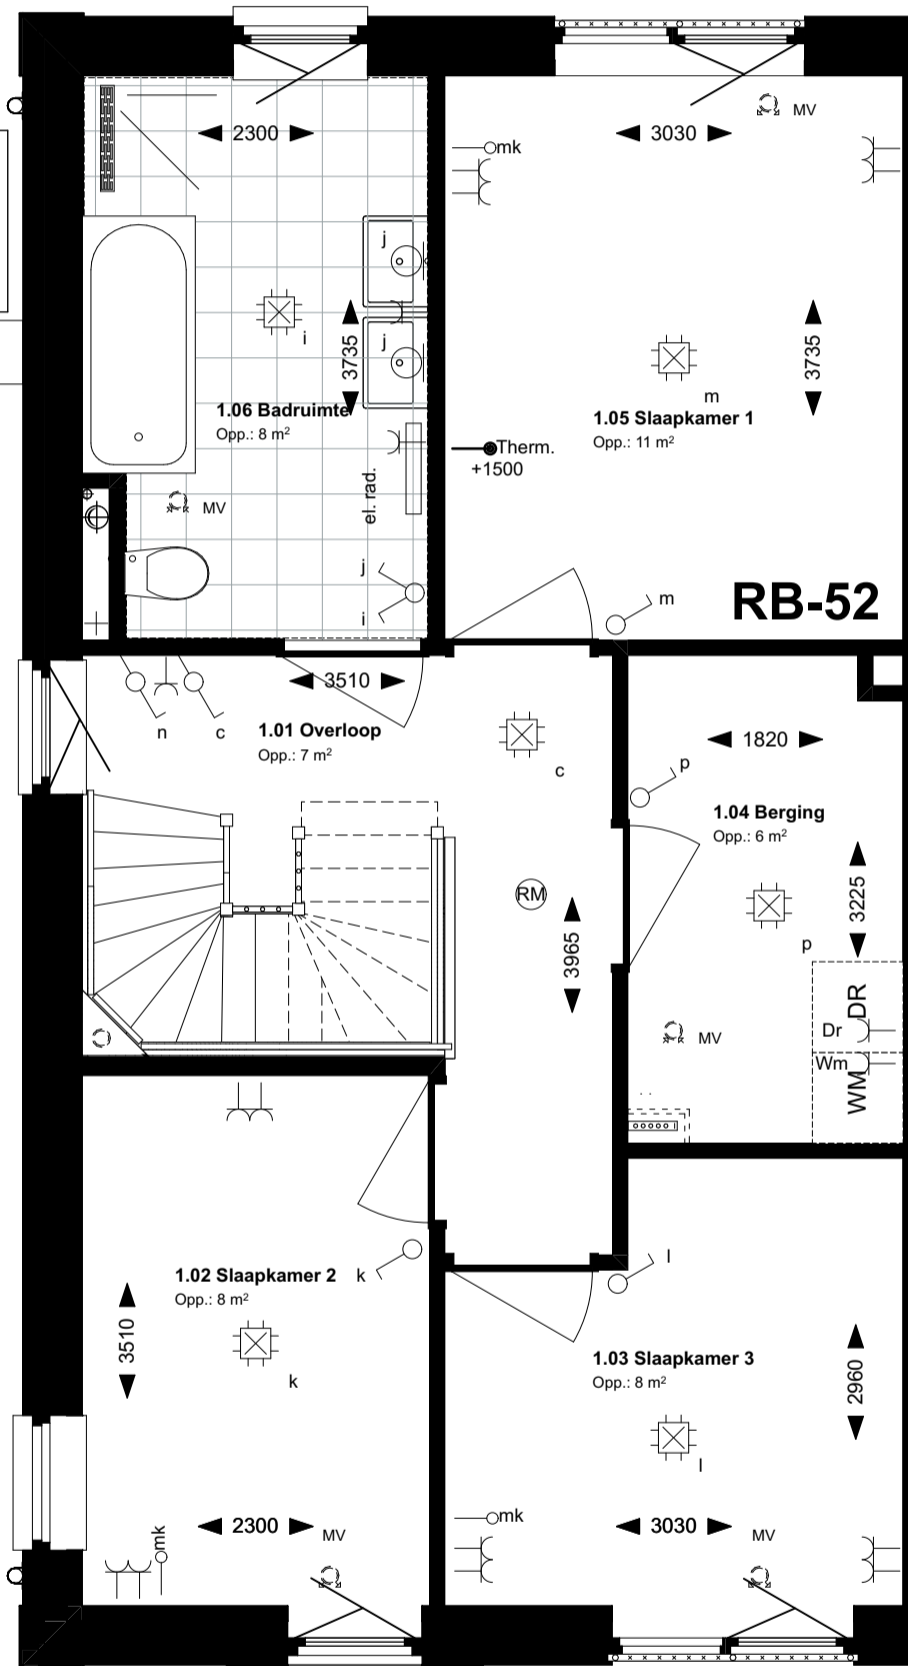 2300
3030
MV
mk
j
i
3735
j
3735
m
1.06 Badruimte
Opp.: 8 m²
1.05 Slaapkamer 1
Opp.: 11 m²
Therm.
+1500
el. rad.
MV
j
i
m
RB-52
3510
n
c
1.01 Overloop
Opp.: 7 m²
c
1820
p
1.04 Berging
Opp.: 6 m²
RM
3965
3225
p
DR
Dr
MV
Wm
WM
1.02 Slaapkamer 2
Opp.: 8 m²
k
l
3510
k
1.03 Slaapkamer 3
Opp.: 8 m²
2960
l
mk
2300
MV
mk
3030
MV